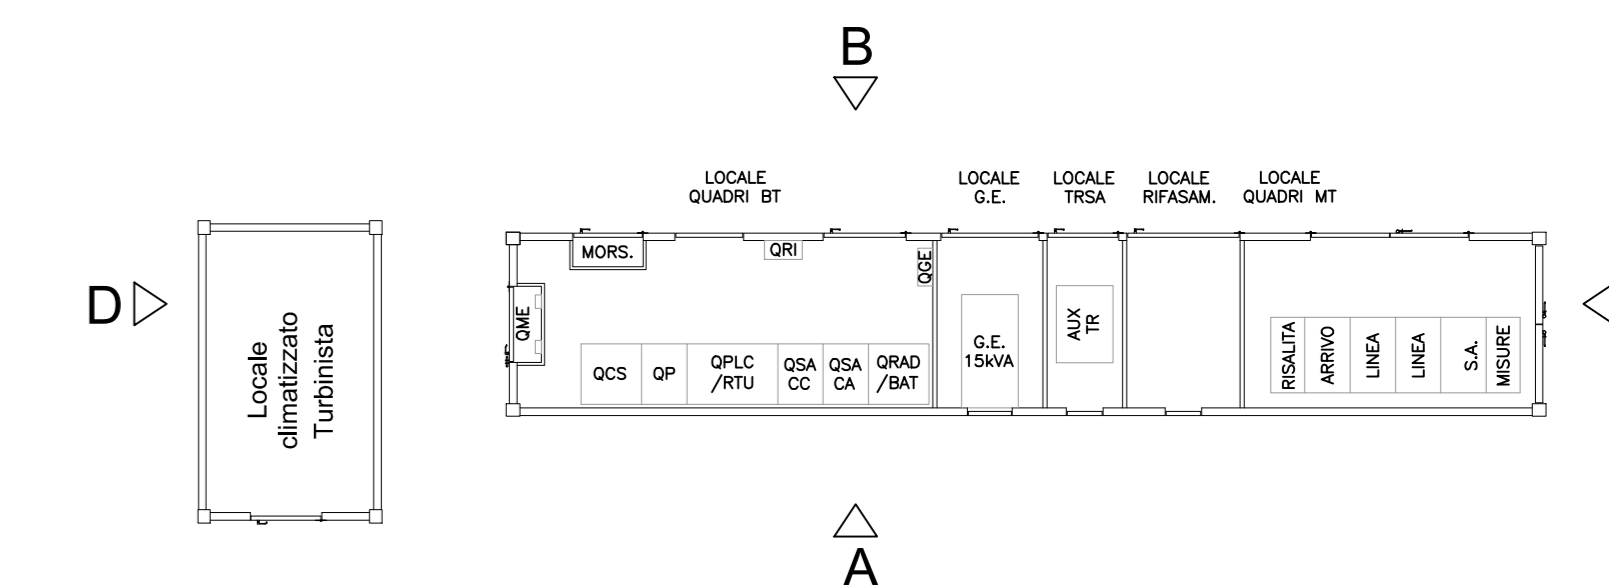 B
LOCALE
QUADRI BT
LOCALE
G.E.
LOCALE
TRSA
LOCALE
RIFASAM.
LOCALE
QUADRI MT
D
Locale
climatizzato
Turbinista
MORS.
QRI
QGE
QME
QCS
QP
QPLC
/RTU
QSA
CC
QSA
CA
QRAD
/BAT
G.E.
15kVA
AUX
TR
RISALITA
ARRIVO
LINEA
LINEA
S.A.
MISURE
A